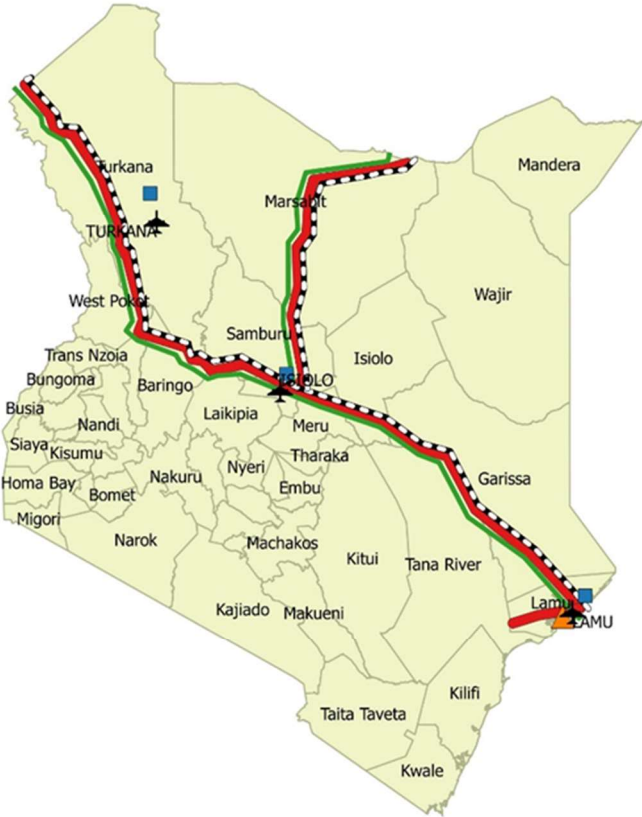 Turkana
Mandera
Marsabit
TURKANA
Wajir
West Pokot
Samburu
Trans Nzoia
Isiolo
Bungoma
ISIOLO
Baringo
Busia
Laikipia
Nandi
Meru
Siaya
Kisumu
Tharaka
Nyeri
Nakuru
Garissa
Homa Bay
Embu
Bomet
Migori
Narok
Machakos
Kitui
Tana River
Lamu
Kajiado
Makueni
LAMU
Kilifi
Taita Taveta
Kwale